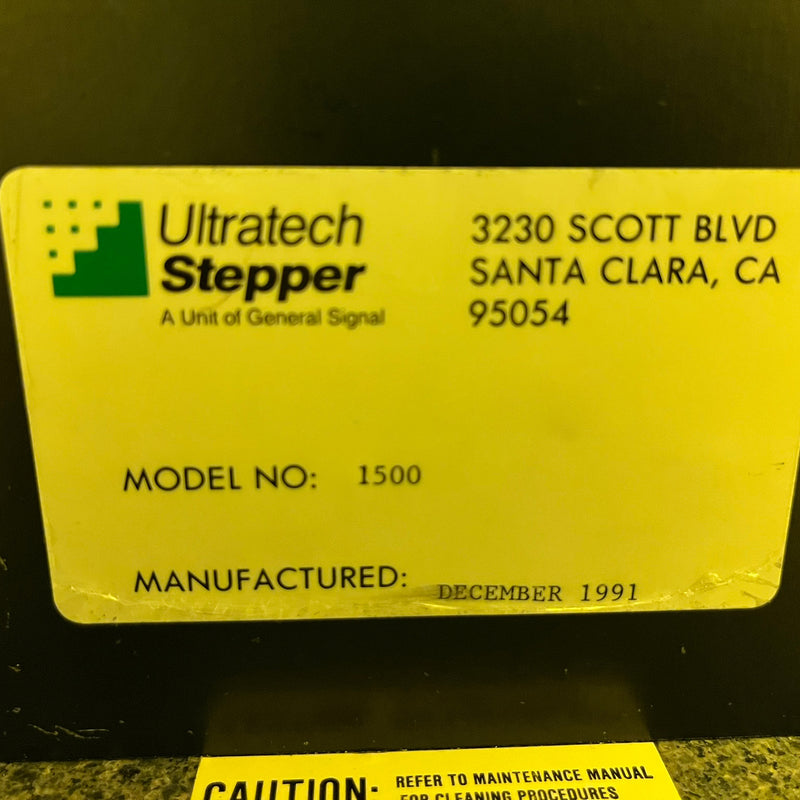 Ultratech
Stepper
A Unit of General Signal
3230 SCOTT BLVD
SANTA CLARA, CA
95054
MODEL NO: 1500
MANUFACTURED: DECEMBER 1991
CAUTION: REFER TO MAINTENANCE MANUAL
FOR CLEANING PROCEDURES